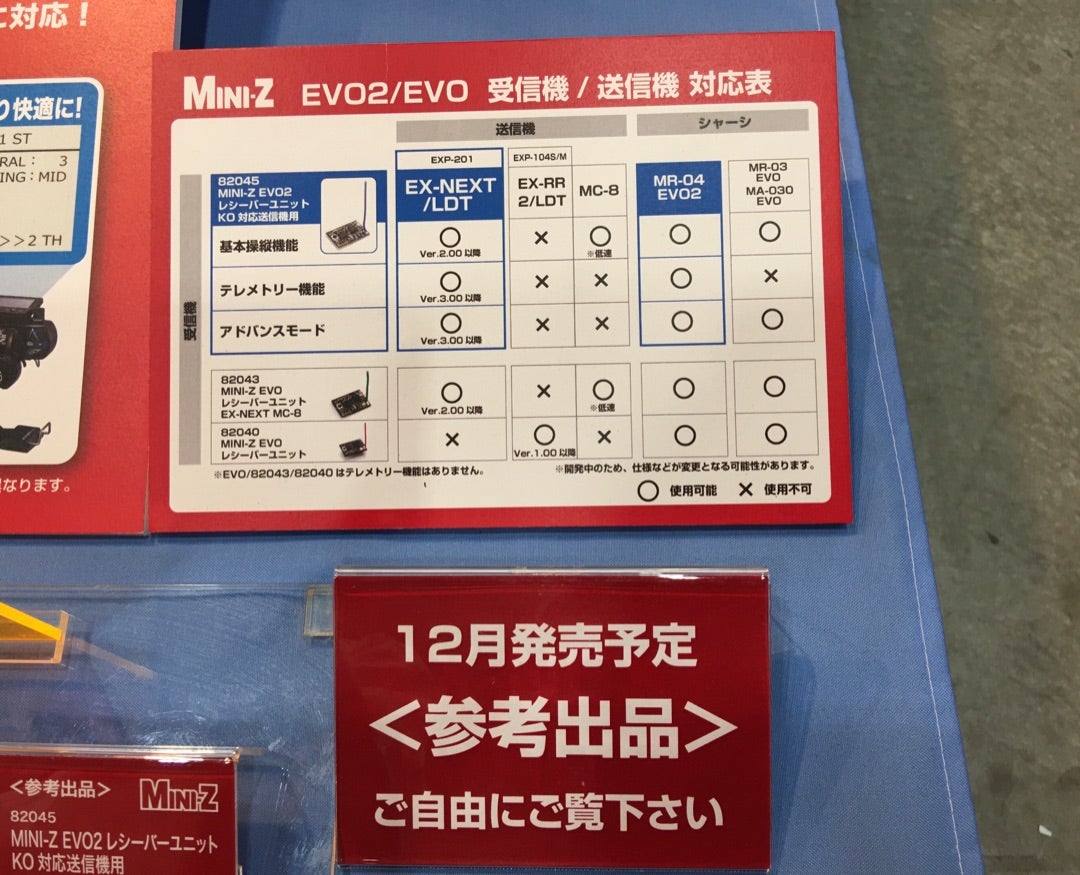 に対応！
り快適に!
1 ST
RAL： 3
ING：MID
>>2 TH
異なります。
MINI-Z EVO2/EVO 受信機 / 送信機 対応表
送信機
シャーシ
EXP-201
EXP-104S/M
EX-NEXT
/LDT
EX-RR
2/LDT
MC-8
MR-04
EVO2
MR-03
EVO
MA-030
EVO
受信機
82045
MINI-Z EVO2
レシーバーユニット
KO 対応送信機用
基本操縦機能 ○ × ○ ○ ○
Ver.2.00 以降 ※低速
テレメトリー機能 ○ × × ○ ×
Ver.3.00 以降
アドバンスモード ○ × × ○ ○
Ver.3.00 以降
82043
MINI-Z EVO
レシーバーユニット
EX-NEXT MC-8
○ × ○ ○ ○
Ver.2.00 以降 ※低速
82040
MINI-Z EVO
レシーバーユニット
× ○ × ○ ○
Ver.1.00 以降
※EVO/82043/82040 はテレメトリー機能はありません。
※開発中のため、仕様などが変更となる可能性があります。
○ 使用可能 × 使用不可
12月発売予定
＜参考出品＞
ご自由にご覧下さい
＜参考出品＞ MINI-Z
82045
MINI-Z EVO2 レシーバーユニット
KO 対応送信機用